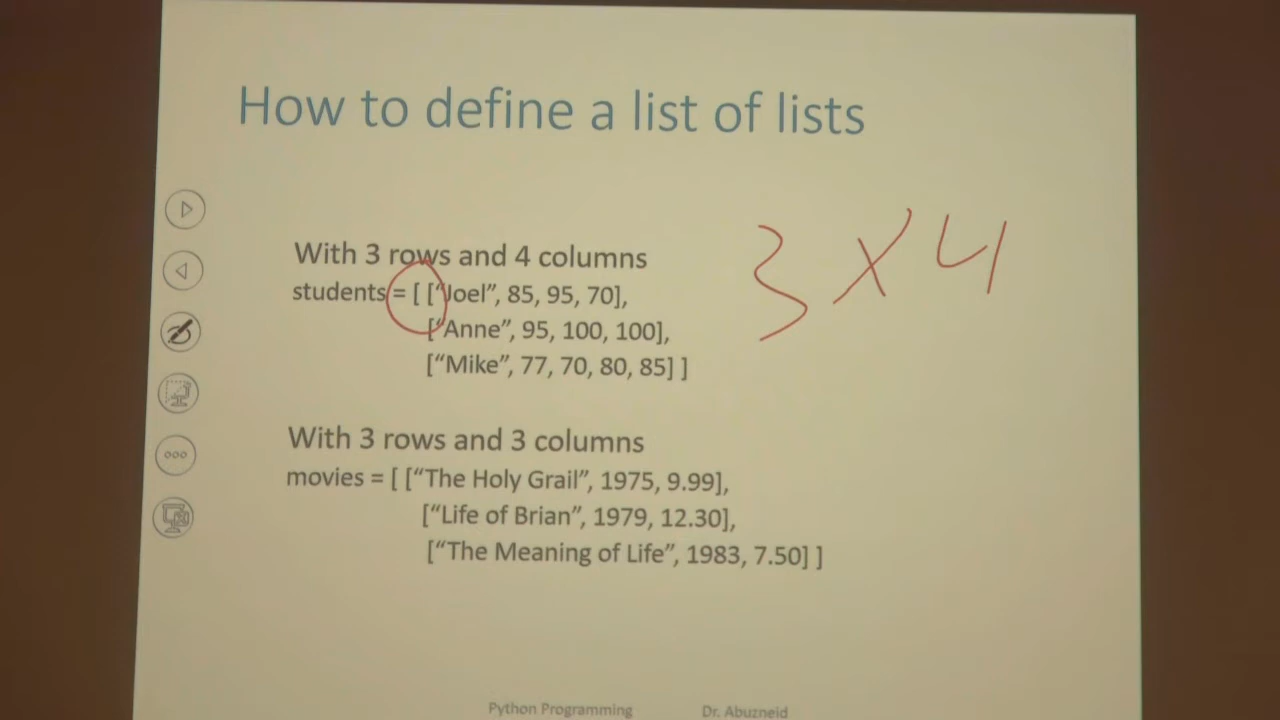 How to define a list of lists
With 3 rows and 4 columns
students = [ [“Joel”, 85, 95, 70],
[“Anne”, 95, 100, 100],
[“Mike”, 77, 70, 80, 85] ]
3 X 4
With 3 rows and 3 columns
movies = [ [“The Holy Grail”, 1975, 9.99],
[“Life of Brian”, 1979, 12.30],
[“The Meaning of Life”, 1983, 7.50] ]
Python Programming Dr. Abuzneid